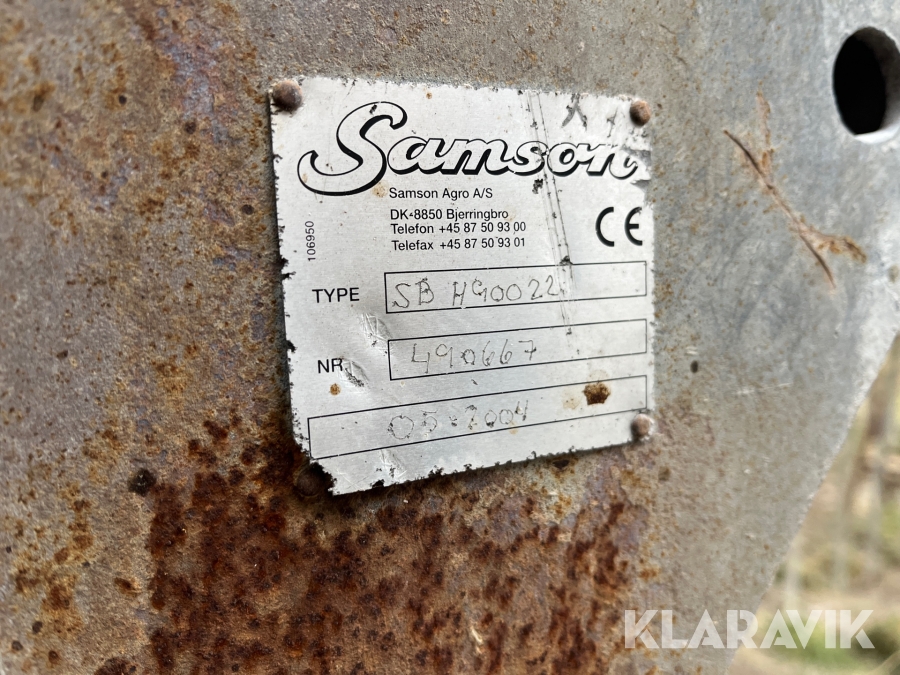 Samson
Samson Agro A/S
DK-8850 Bjerringbro
Telefon +45 87 50 93 00
Telefax +45 87 50 93 01
CE
106950
TYPE SB HG0022
NR. 490667
05-2004
KLARAVIK